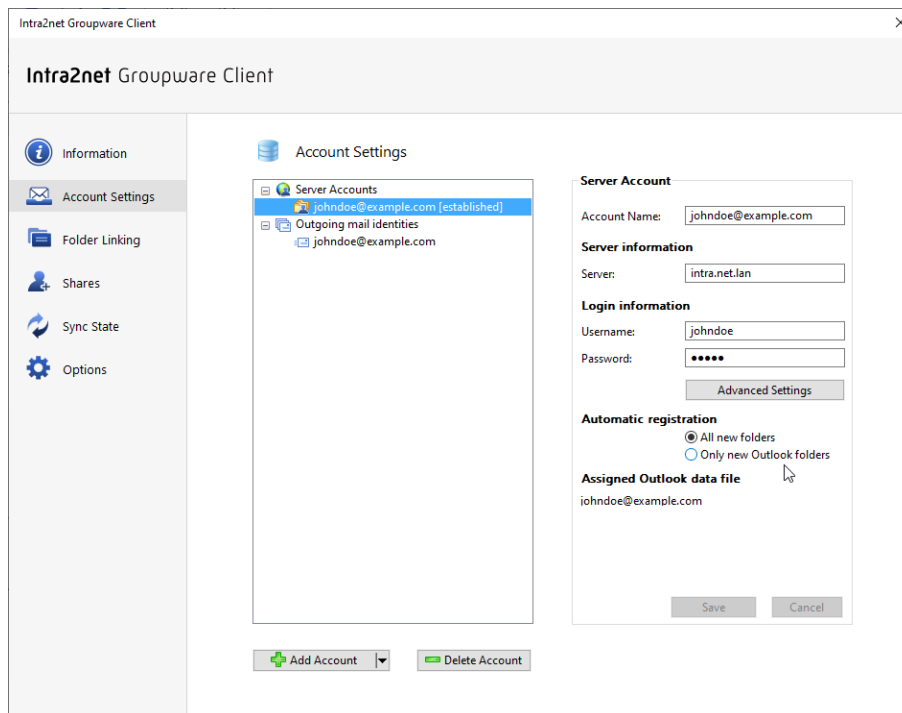 Intra2net Groupware Client
Intra2net Groupware Client
Information
Account Settings
Folder Linking
Shares
Sync State
Options
Account Settings
Server Accounts
johndoe@example.com [established]
Outgoing mail identities
johndoe@example.com
Add Account
Delete Account
Server Account
Account Name: johndoe@example.com
Server information
Server: intra.net.lan
Login information
Username: johndoe
Password: •••••
Advanced Settings
Automatic registration
All new folders
Only new Outlook folders
Assigned Outlook data file
johndoe@example.com
Save Cancel